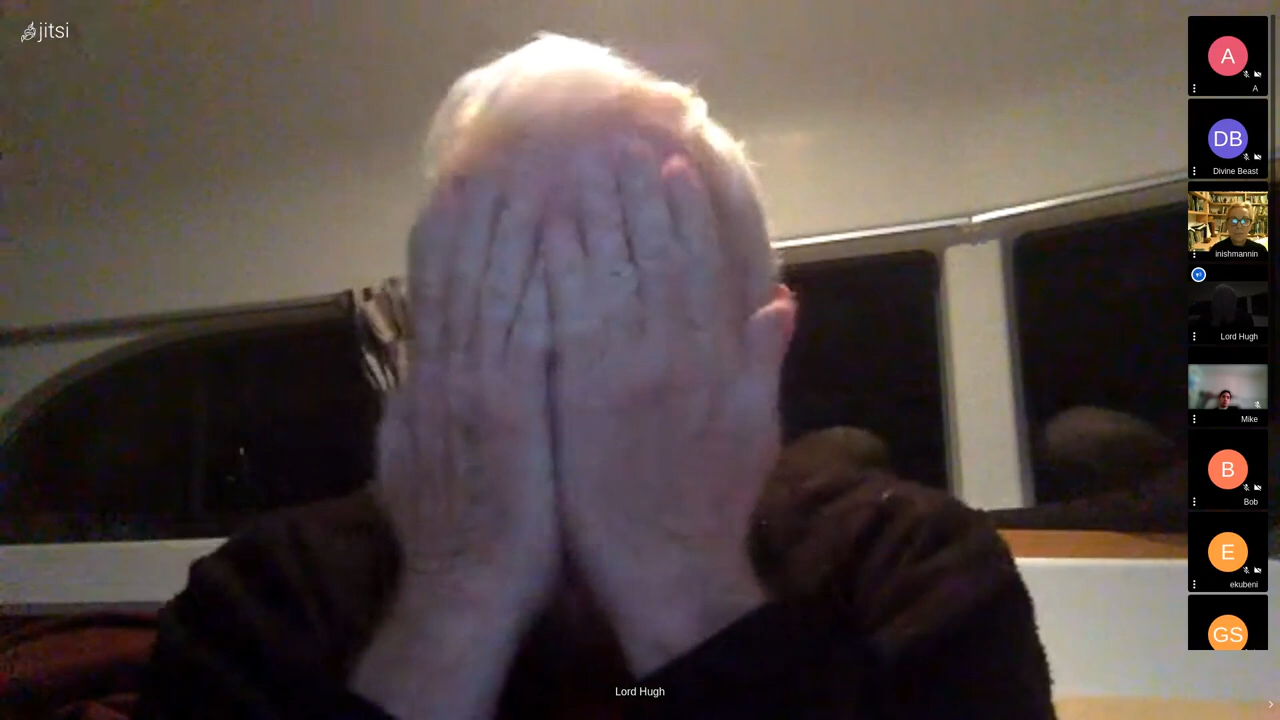 jitsi
A
A
DB
Divine Beast
inishmannin
Lord Hugh
Mike
B
Bob
E
ekubeni
GS
Lord Hugh